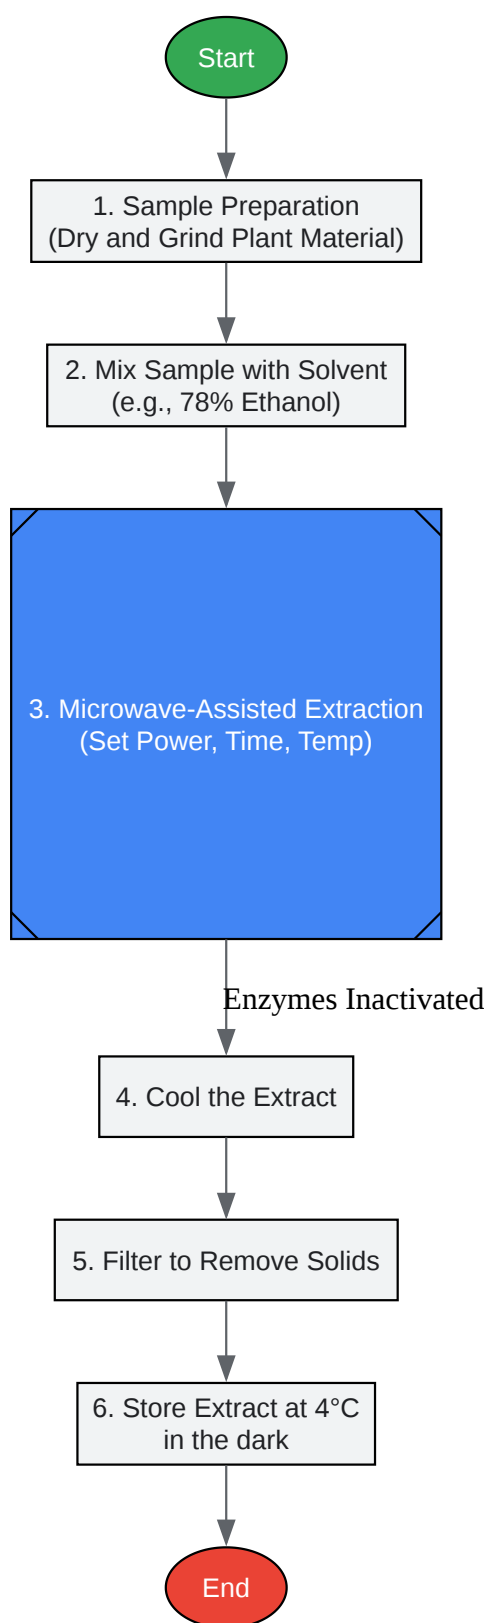 Start
1. Sample Preparation
(Dry and Grind Plant Material)
2. Mix Sample with Solvent
(e.g., 78% Ethanol)
3. Microwave-Assisted Extraction
(Set Power, Time, Temp)
Enzymes Inactivated
4. Cool the Extract
5. Filter to Remove Solids
6. Store Extract at 4°C
in the dark
End